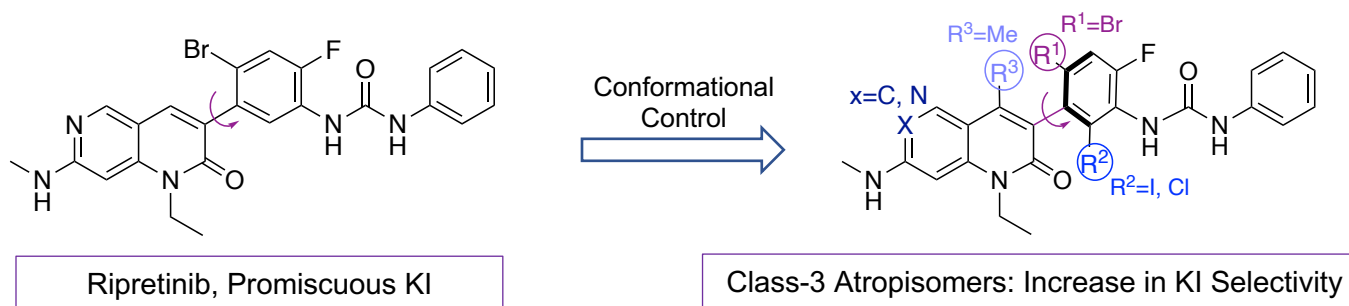 Br
F
O
N
H
N
H
N
N
H
N
O
Ripretinib, Promiscuous KI
Conformational
Control
R³=Me
R¹=Br
R³
R¹
F
x=C, N
X
O
N
H
N
H
R²
R²=I, Cl
N
H
N
O
Class-3 Atropisomers: Increase in KI Selectivity